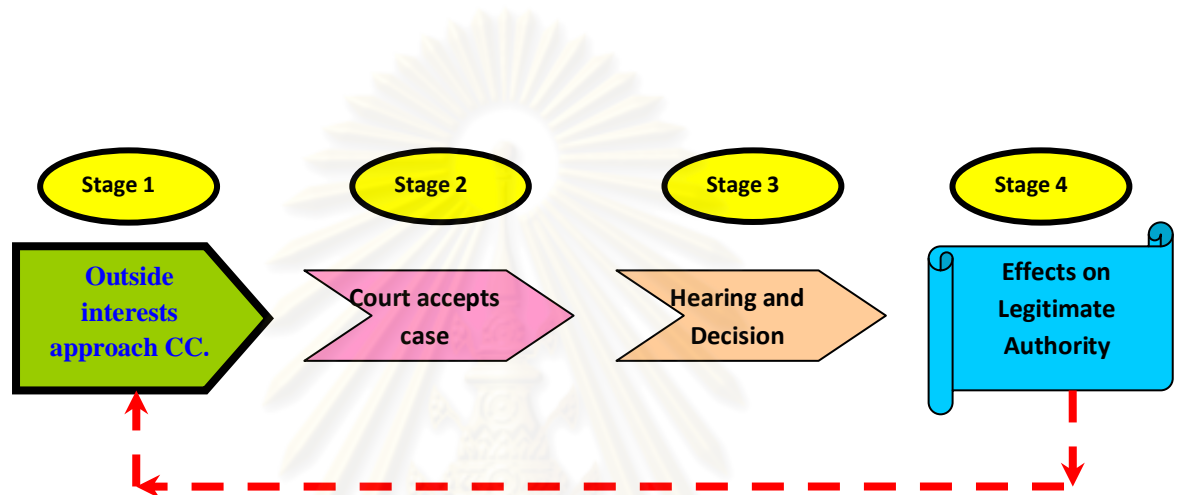 Stage 1
Stage 2
Stage 3
Stage 4
Outside
interests
approach CC.
Court accepts
case
Hearing and
Decision
Effects on
Legitimate
Authority